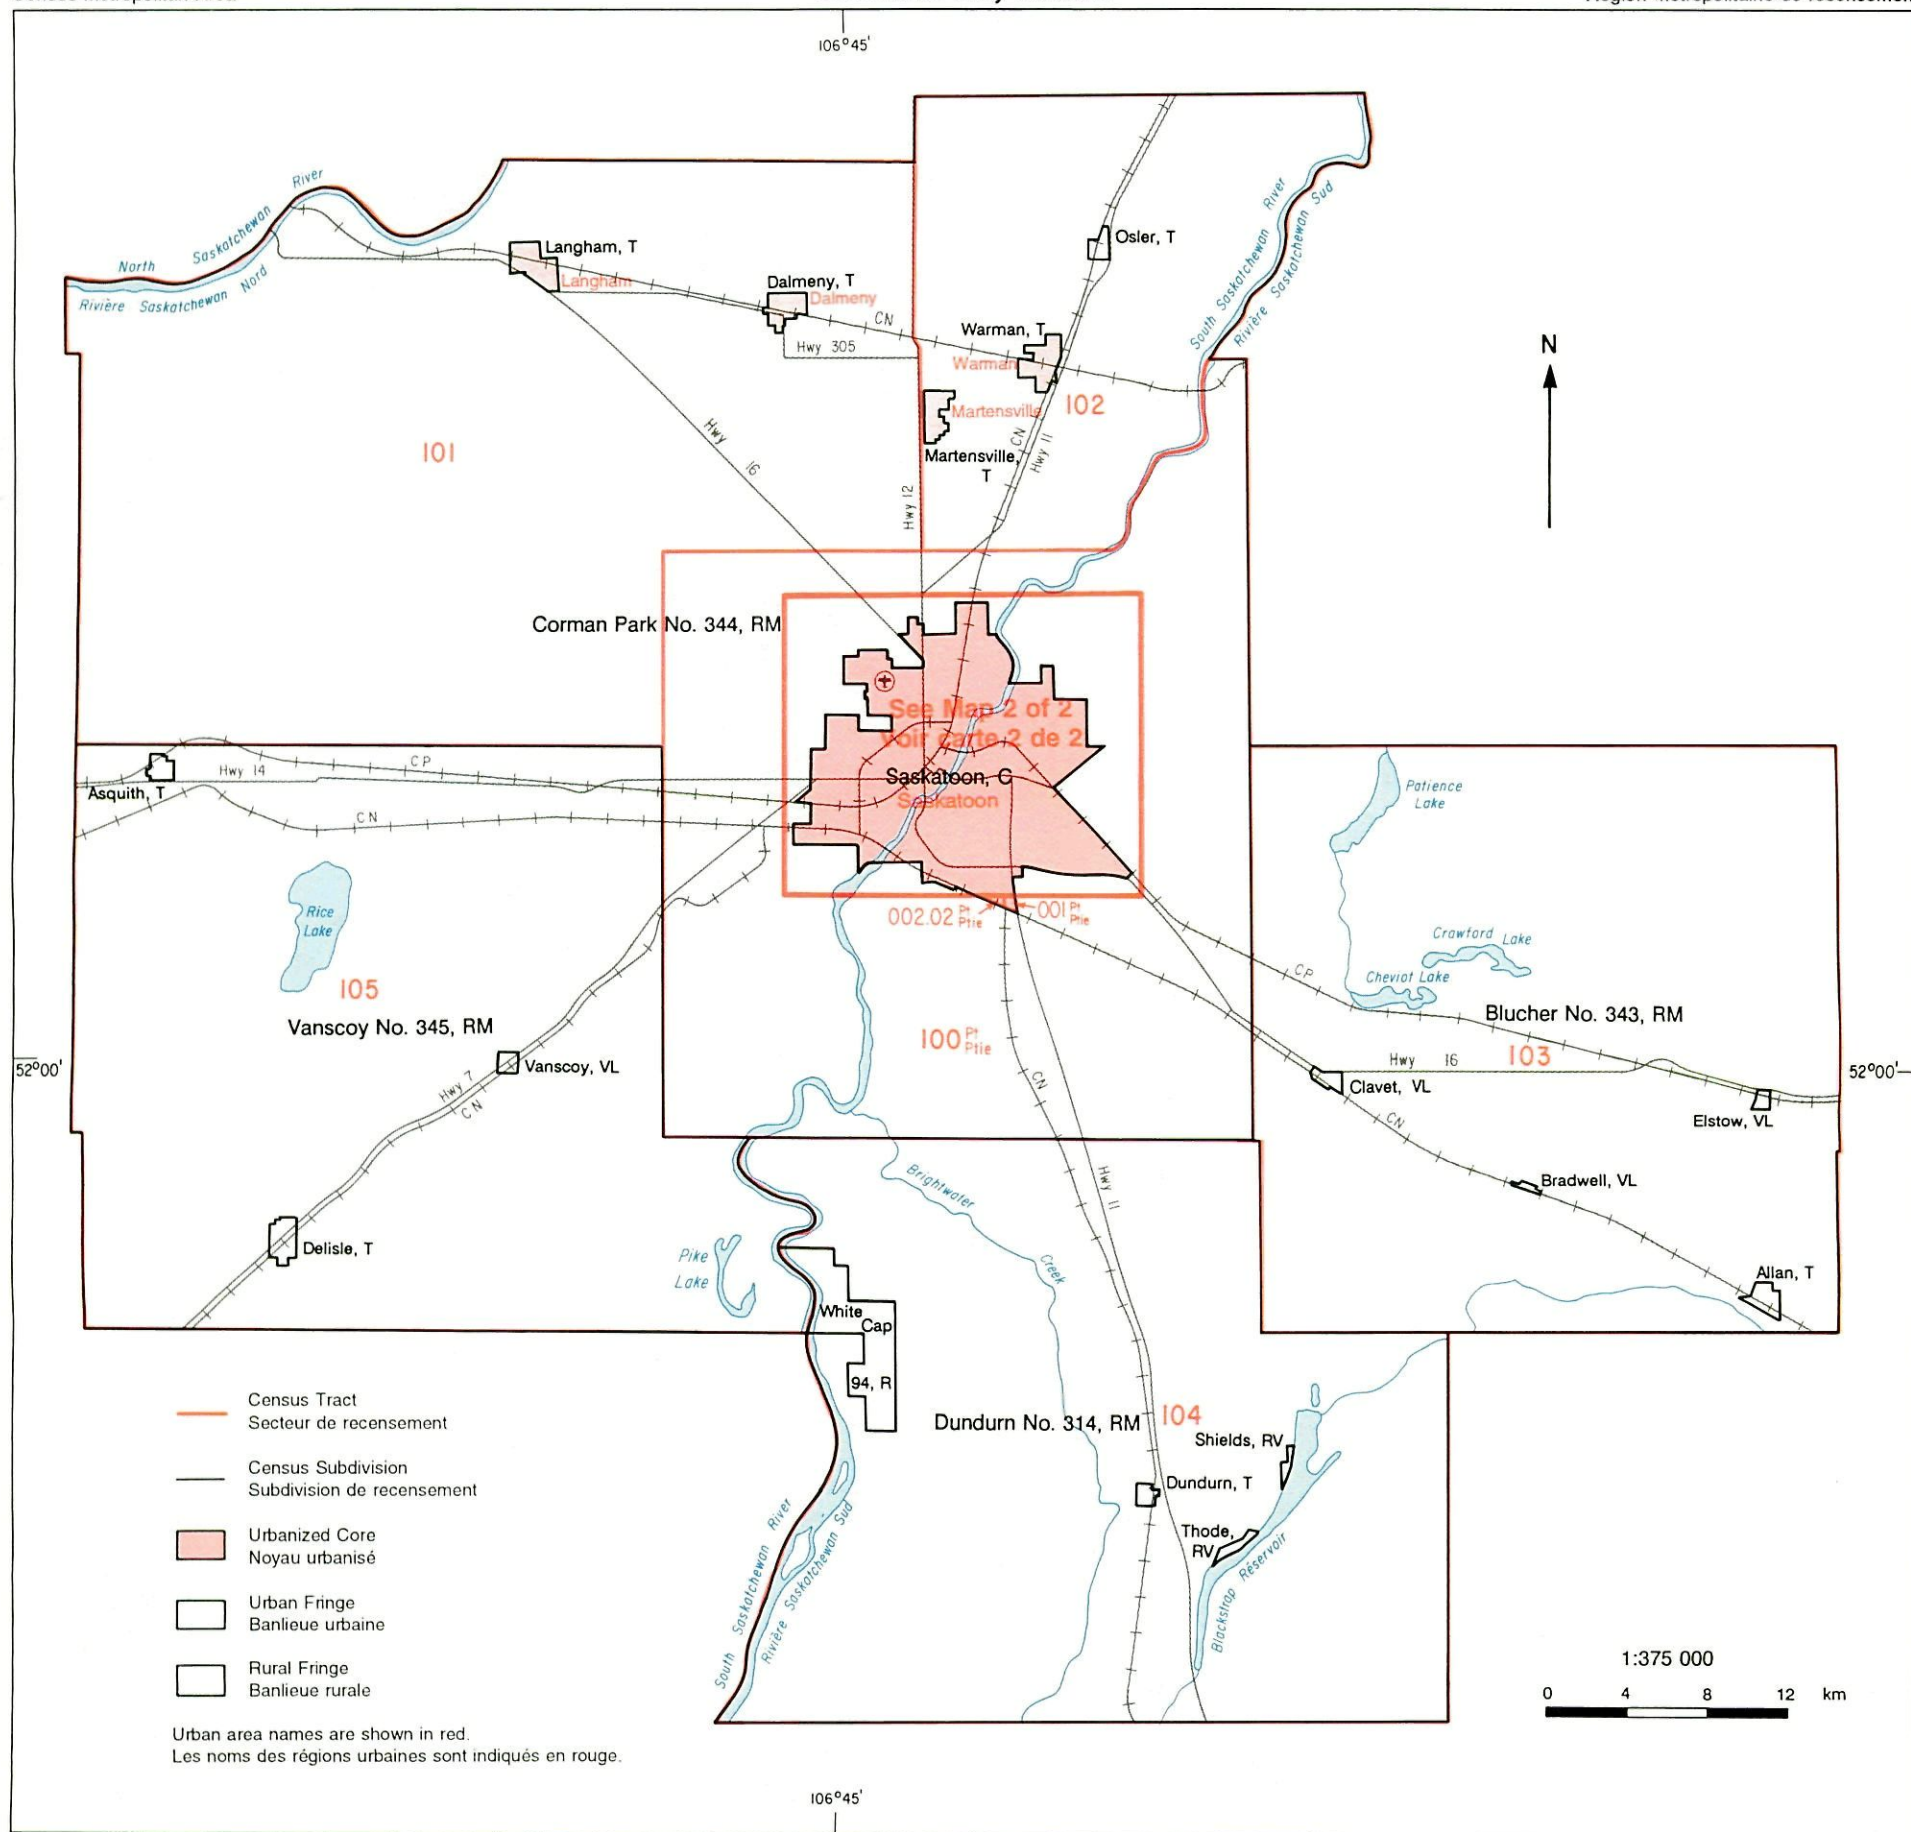 106°45'
River
Saskatchewan
North
Rivière Saskatchewan Nord
Langham, T
Langham
Dalmeny, T
Dalmeny
CN
Hwy 305
Osler, T
South Saskatchewan River
Rivière Saskatchewan Sud
Warman, T
Warman
Martensville
102
Martensville,
T
CN
Hwy 11
N
101
Hwy 16
Hwy 12
Corman Park No. 344, RM
See Map 2 of 2
Voir carte 2 de 2
Saskatoon, C
Saskatoon
CP
Hwy 14
Asquith, T
CN
Patience
Lake
Rice
Lake
002.02 Pt
Ptie
001 Pt
Ptie
Crawford Lake
CP
Cheviot Lake
105
Vanscoy No. 345, RM
Blucher No. 343, RM
100 Pt
Ptie
Hwy 16
103
52°00'
52°00'
Vanscoy, VL
Hwy 7
CN
CN
Clavet, VL
Elstow, VL
CN
Brightwater
Creek
Hwy 11
Bradwell, VL
Delisle, T
Pike
Lake
Allan, T
White
Cap
94, R
Census Tract
Secteur de recensement
Dundurn No. 314, RM
104
Shields, RV
Census Subdivision
Subdivision de recensement
Dundurn, T
Thode,
RV
Urbanized Core
Noyau urbanisé
South Saskatchewan River
Rivière Saskatchewan Sud
Blackstrap Réservoir
Urban Fringe
Banlieue urbaine
Rural Fringe
Banlieue rurale
1:375 000
0 4 8 12 km
Urban area names are shown in red.
Les noms des régions urbaines sont indiqués en rouge.
106°45'